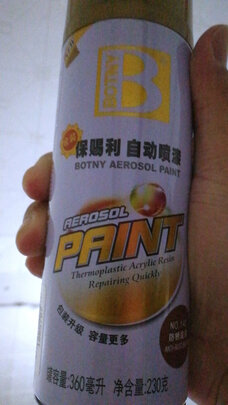 B
BOTNY
保赐利 自动喷漆
BOTNY AEROSOL PAINT
AEROSOL
PAINT
Thermoplastic Acrylic Resin
Repairing Quickly
包装升级 容量更多
罐容量:360毫升 净含量:230克